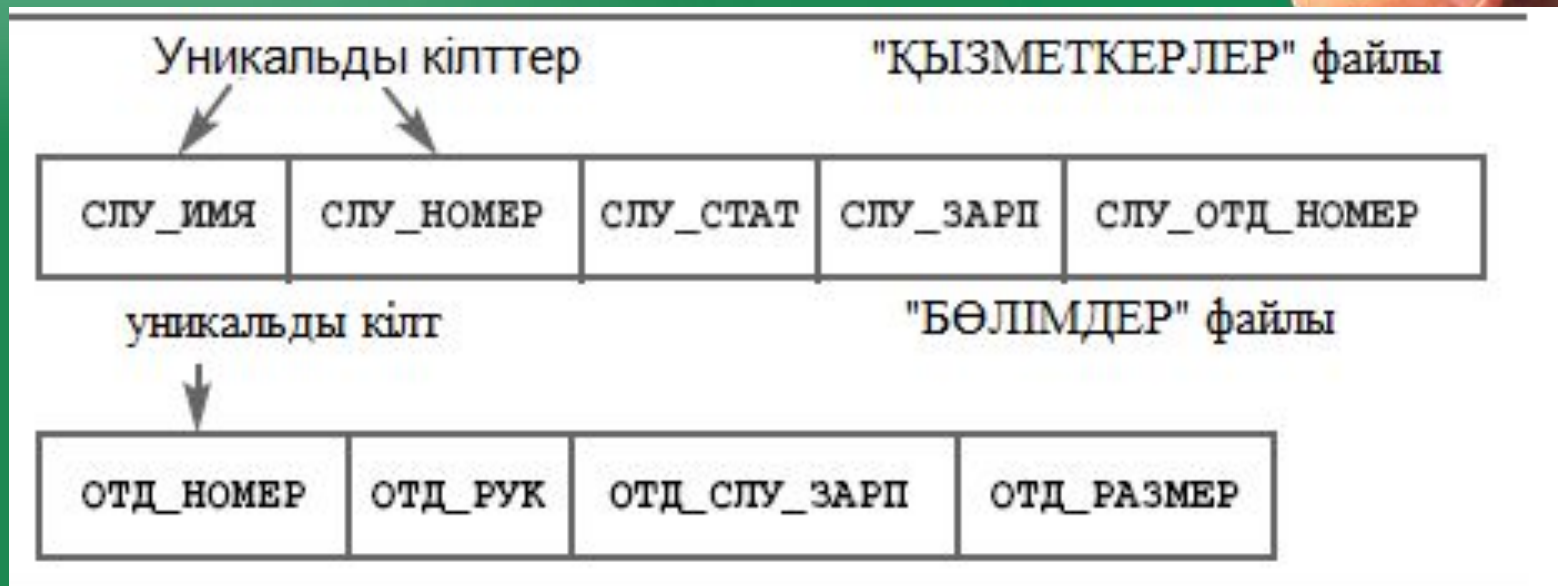 Уникальды кілттер "ҚЫЗМЕТКЕРЛЕР" файлы
СЛУ_ИМЯ СЛУ_НОМЕР СЛУ_СТАТ СЛУ_ЗАРП СЛУ_ОТД_НОМЕР
уникальды кілт "БӨЛІМДЕР" файлы
ОТД_НОМЕР ОТД_РУК ОТД_СЛУ_ЗАРП ОТД_РАЗМЕР